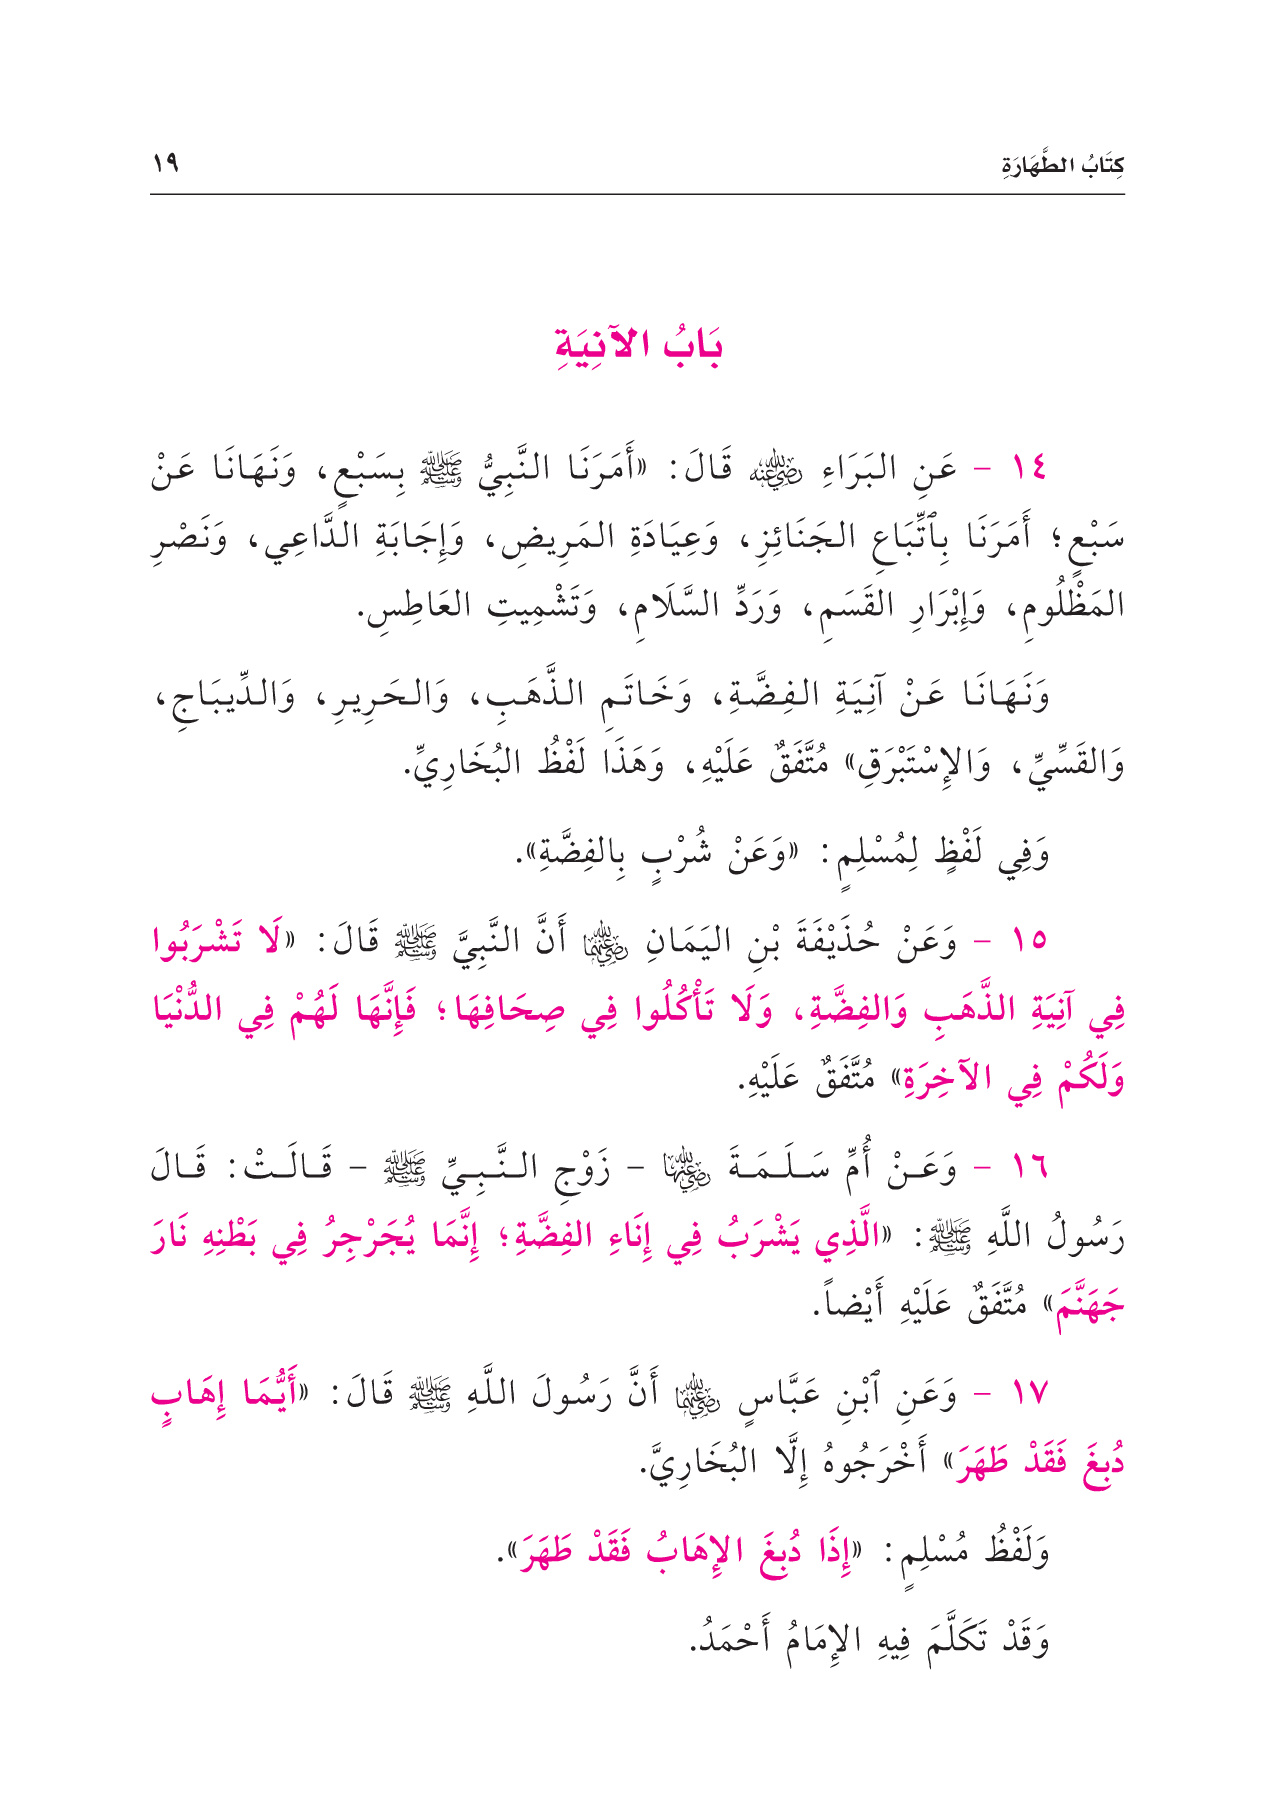 كِتَابُ الطَّهَارَةِ ١٩
بَابُ الآنِيَةِ
١٤ - عَنِ البَرَاءِ ﵁ قَالَ: «أَمَرَنَا النَّبِيُّ ﷺ بِسَبْعٍ، وَنَهَانَا عَنْ
سَبْعٍ؛ أَمَرَنَا بِٱتِّبَاعِ الجَنَائِزِ، وَعِيَادَةِ المَرِيضِ، وَإِجَابَةِ الدَّاعِي، وَنَصْرِ
المَظْلُومِ، وَإِبْرَارِ القَسَمِ، وَرَدِّ السَّلَامِ، وَتَشْمِيتِ العَاطِسِ.
وَنَهَانَا عَنْ آنِيَةِ الفِضَّةِ، وَخَاتَمِ الذَّهَبِ، وَالحَرِيرِ، وَالدِّيبَاجِ،
وَالقَسِّيِّ، وَالإِسْتَبْرَقِ» مُتَّفَقٌ عَلَيْهِ، وَهَذَا لَفْظُ البُخَارِيِّ.
وَفِي لَفْظٍ لِمُسْلِمٍ: «وَعَنْ شُرْبٍ بِالفِضَّةِ».
١٥ - وَعَنْ حُذَيْفَةَ بْنِ اليَمَانِ ﵄ أَنَّ النَّبِيَّ ﷺ قَالَ: «لَا تَشْرَبُوا
فِي آنِيَةِ الذَّهَبِ وَالفِضَّةِ، وَلَا تَأْكُلُوا فِي صِحَافِهَا؛ فَإِنَّهَا لَهُمْ فِي الدُّنْيَا
وَلَكُمْ فِي الآخِرَةِ» مُتَّفَقٌ عَلَيْهِ.
١٦ - وَعَنْ أُمِّ سَلَمَةَ ﵂ - زَوْجِ النَّبِيِّ ﷺ - قَالَتْ: قَالَ
رَسُولُ اللَّهِ ﷺ: «الَّذِي يَشْرَبُ فِي إِنَاءِ الفِضَّةِ؛ إِنَّمَا يُجَرْجِرُ فِي بَطْنِهِ نَارَ
جَهَنَّمَ» مُتَّفَقٌ عَلَيْهِ أَيْضاً.
١٧ - وَعَنِ ٱبْنِ عَبَّاسٍ ﵄ أَنَّ رَسُولَ اللَّهِ ﷺ قَالَ: «أَيُّمَا إِهَابٍ
دُبِغَ فَقَدْ طَهَرَ» أَخْرَجُوهُ إِلَّا البُخَارِيَّ.
وَلَفْظُ مُسْلِمٍ: «إِذَا دُبِغَ الإِهَابُ فَقَدْ طَهَرَ».
وَقَدْ تَكَلَّمَ فِيهِ الإِمَامُ أَحْمَدُ.